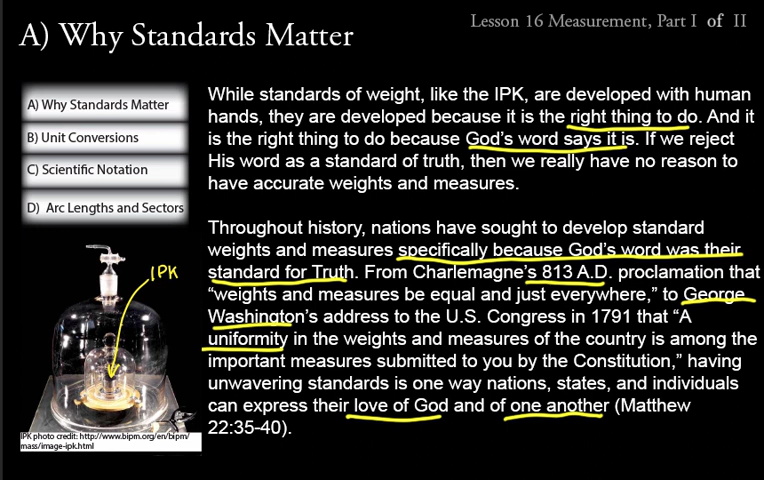 Lesson 16 Measurement, Part I of II
A) Why Standards Matter
A) Why Standards Matter
B) Unit Conversions
C) Scientific Notation
D) Arc Lengths and Sectors
While standards of weight, like the IPK, are developed with human
hands, they are developed because it is the right thing to do. And it
is the right thing to do because God's word says it is. If we reject
His word as a standard of truth, then we really have no reason to
have accurate weights and measures.
Throughout history, nations have sought to develop standard
weights and measures specifically because God's word was their
standard for Truth. From Charlemagne's 813 A.D. proclamation that
“weights and measures be equal and just everywhere,” to George
Washington's address to the U.S. Congress in 1791 that “A
uniformity in the weights and measures of the country is among the
important measures submitted to you by the Constitution,” having
unwavering standards is one way nations, states, and individuals
can express their love of God and of one another (Matthew
22:35-40).
IPK
IPK photo credit: http://www.bipm.org/en/bipm/
mass/image-ipk.html